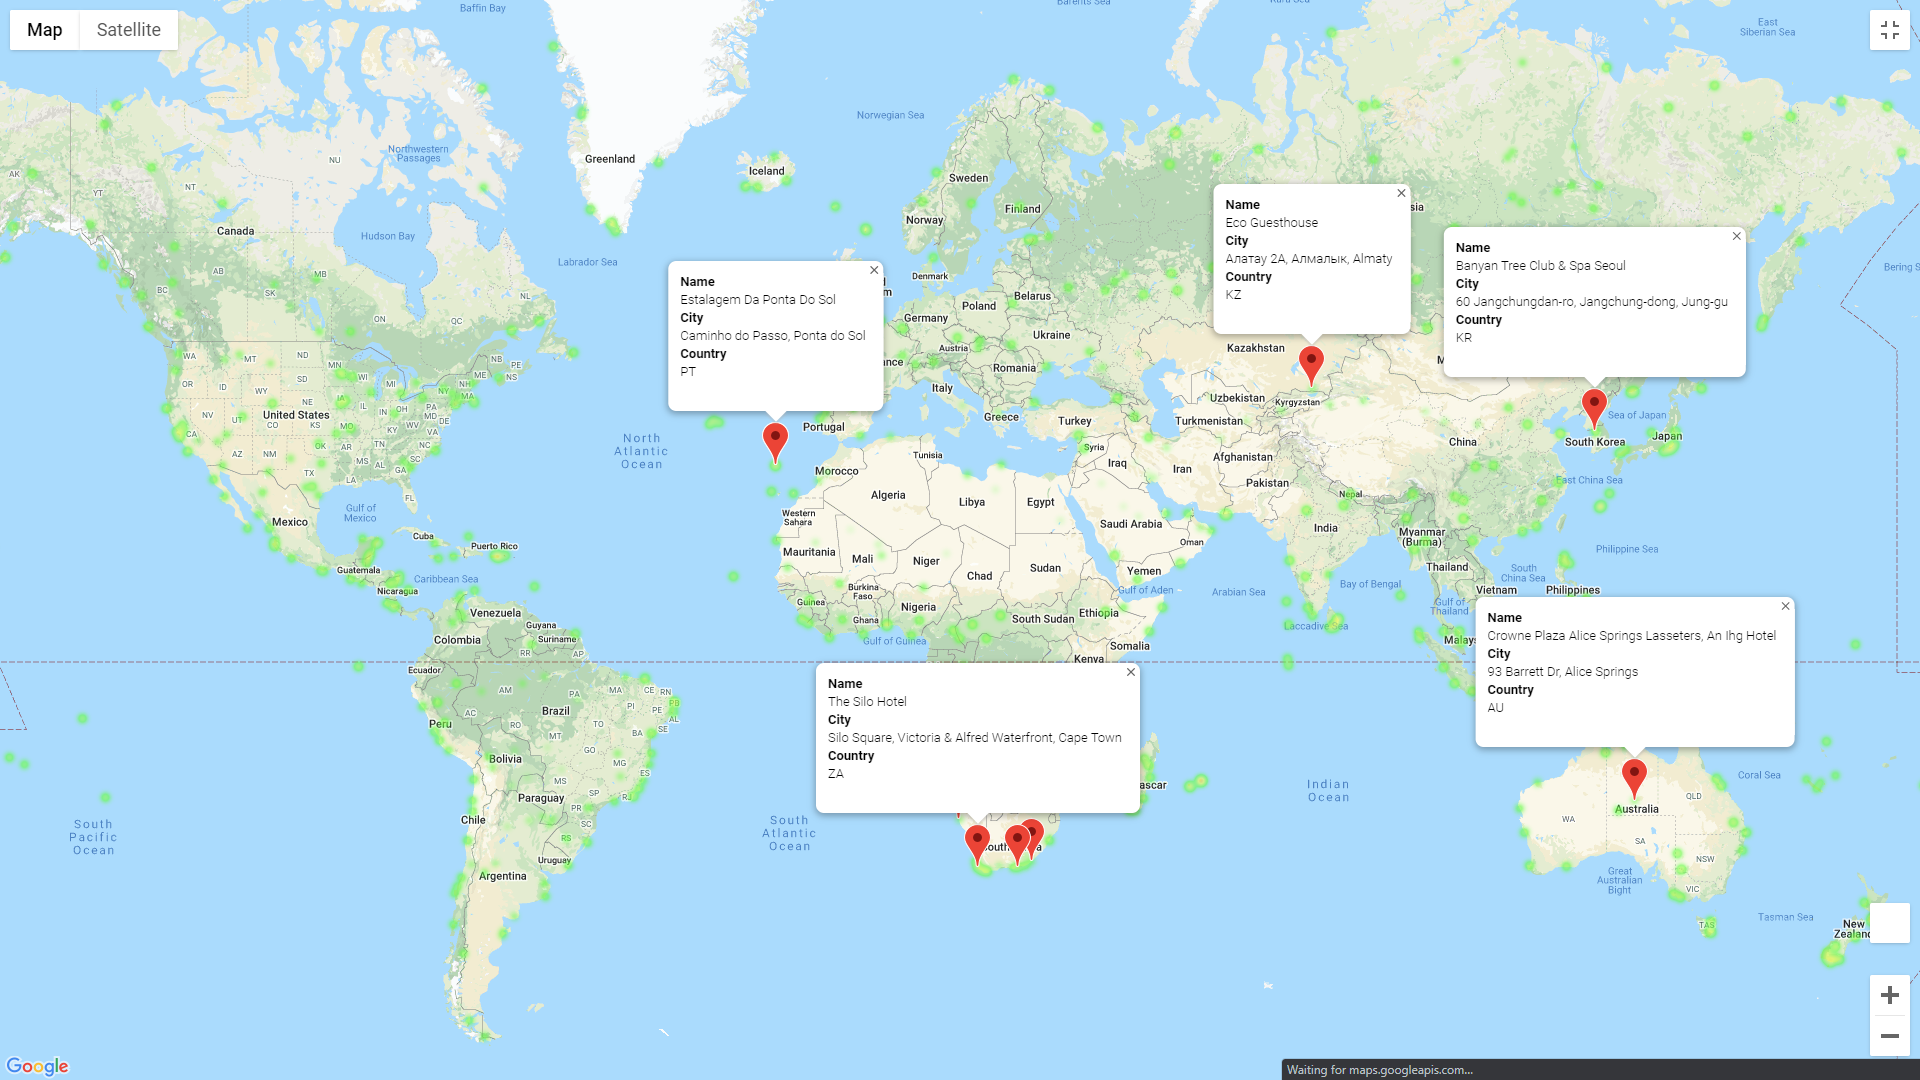 Map
Satellite
Baffin Bay
Barents Sea
Kara Sea
East
Siberian Sea
Norwegian Sea
Northwestern
Passages
Greenland
NU
Iceland
AK
YT
NT
Sweden
Finland
Norway
Canada
Hudson Bay
Labrador Sea
Bering S
sia
Name
Eco Guesthouse
City
Алатау 2А, Алмалык, Almaty
Country
KZ
Name
Banyan Tree Club & Spa Seoul
City
60 Jangchungdan-ro, Jangchung-dong, Jung-gu
Country
KR
Name
Estalagem Da Ponta Do Sol
City
Caminho do Passo, Ponta do Sol
Country
PT
AB
MB
BC
SK
ON
QC
NL
NB
PE
NS
Denmark
Poland
Belarus
Germany
Ukraine
Austria
nce
Romania
Italy
Greece
Turkey
Portugal
Kazakhstan
Uzbekistan
Kyrgyzstan
Turkmenistan
WA
MT
ND
MN
OR
ID
WY
SD
WI
MI
NY
ME
NH
MA
NV
UT
CO
NE
KS
IA
IL
IN
OH
PA
MD
DE
MO
KY
WV
VA
CA
AZ
NM
OK
AR
TN
NC
TX
LA
MS
AL
GA
SC
FL
United States
North
Atlantic
Ocean
Tunisia
Morocco
Syria
Iraq
Iran
Afghanistan
Pakistan
Nepal
China
South Korea
Sea of Japan
Japan
East China Sea
Algeria
Libya
Egypt
Western
Sahara
Saudi Arabia
Oman
India
Myanmar
(Burma)
Gulf of
Mexico
Mexico
Cuba
Puerto Rico
Mauritania
Mali
Niger
Chad
Sudan
Yemen
Gulf of Aden
Arabian Sea
Bay of Bengal
Thailand
South
China Sea
Philippine Sea
Vietnam
Philippines
Gulf of
Thailand
Guatemala
Caribbean Sea
Nicaragua
Guinea
Burkina
Faso
Ghana
Nigeria
South Sudan
Ethiopia
Gulf of Guinea
Somalia
Kenya
Laccadive Sea
Malays
Venezuela
Guyana
Colombia
Suriname
RR
AP
Ecuador
AM
PA
MA
CE
RN
PI
PB
PE
AL
AC
Brazil
TO
RO
SE
Peru
MT
BA
GO
Bolivia
MG
ES
MS
Paraguay
SP
RJ
PR
SC
RS
Chile
Uruguay
Argentina
South
Pacific
Ocean
South
Atlantic
Ocean
Name
The Silo Hotel
City
Silo Square, Victoria & Alfred Waterfront, Cape Town
Country
ZA
ascar
Indian
Ocean
Name
Crowne Plaza Alice Springs Lasseters, An Ihg Hotel
City
93 Barrett Dr, Alice Springs
Country
AU
Coral Sea
QLD
Australia
WA
SA
NSW
Great
Australian
Bight
VIC
TAS
Tasman Sea
New
Zealand
Google
Waiting for maps.googleapis.com...